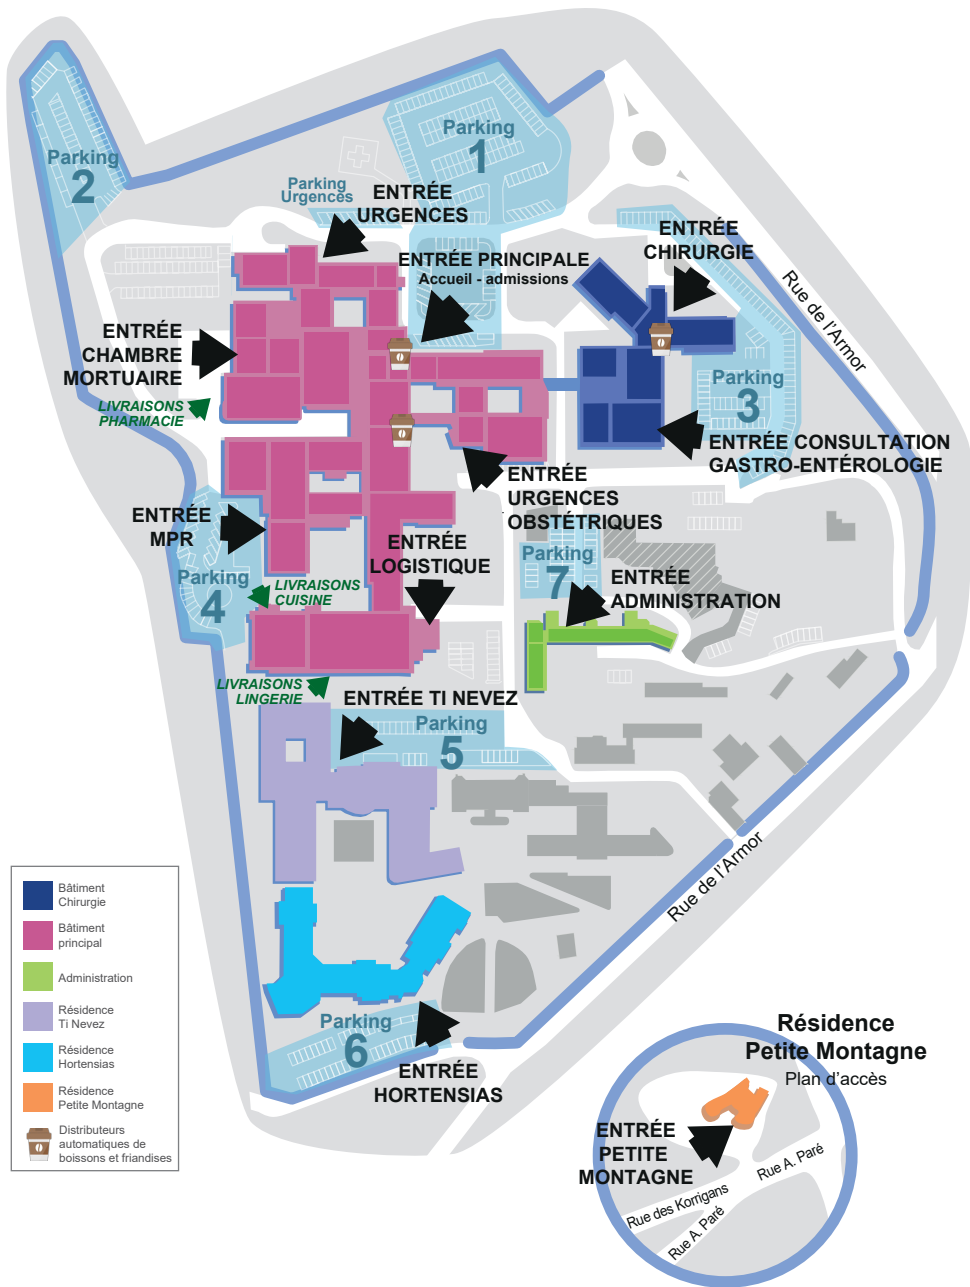 Parking
1
Parking
2
Parking
Urgences
ENTRÉE
URGENCES
ENTRÉE PRINCIPALE
Accueil - admissions
ENTRÉE
CHIRURGIE
Rue de l'Armor
ENTRÉE
CHAMBRE
MORTUAIRE
LIVRAISONS
PHARMACIE
Parking
3
ENTRÉE CONSULTATION
GASTRO-ENTÉROLOGIE
ENTRÉE
URGENCES
OBSTÉTRIQUES
ENTRÉE
MPR
ENTRÉE
LOGISTIQUE
Parking
7
Parking
4
LIVRAISONS
CUISINE
ENTRÉE
ADMINISTRATION
LIVRAISONS
LINGERIE
ENTRÉE TI NEVEZ
Parking
5
Rue de l'Armor
Bâtiment
Chirurgie
Bâtiment
principal
Administration
Résidence
Ti Nevez
Résidence
Hortensias
Résidence
Petite Montagne
Distributeurs
automatiques de
boissons et friandises
Parking
6
ENTRÉE
HORTENSIAS
Résidence
Petite Montagne
Plan d'accès
ENTRÉE
PETITE
MONTAGNE
Rue A. Paré
Rue des Korrigans
Rue A. Paré